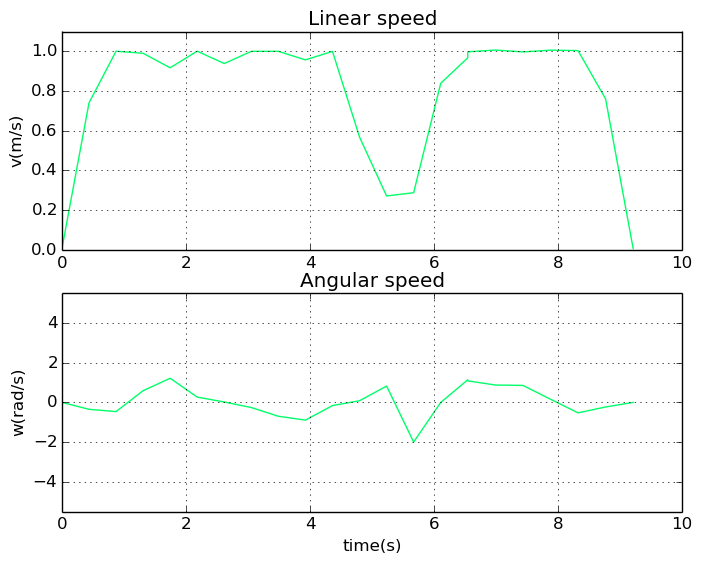 Linear speed
1.0
0.8
0.6
0.4
0.2
0.0
v(m/s)
0 2 4 6 8 10
Angular speed
4
2
0
−2
−4
w(rad/s)
0 2 4 6 8 10
time(s)